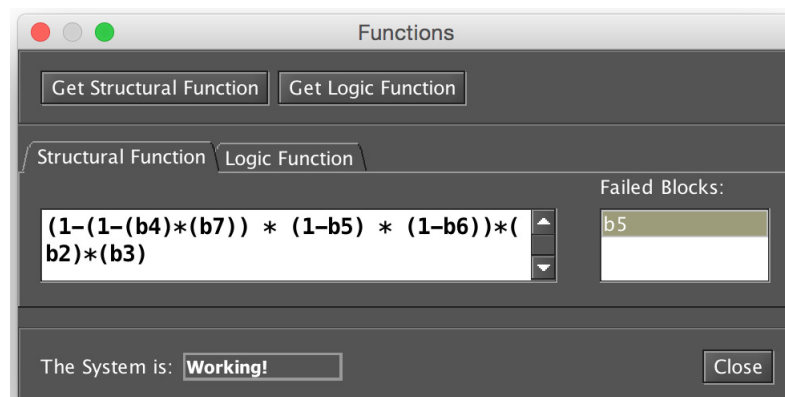 Functions
Get Structural Function Get Logic Function
Structural Function Logic Function
Failed Blocks:
(1-(1-(b4)*(b7)) * (1-b5) * (1-b6))*(
b2)*(b3)
b5
The System is: Working!
Close